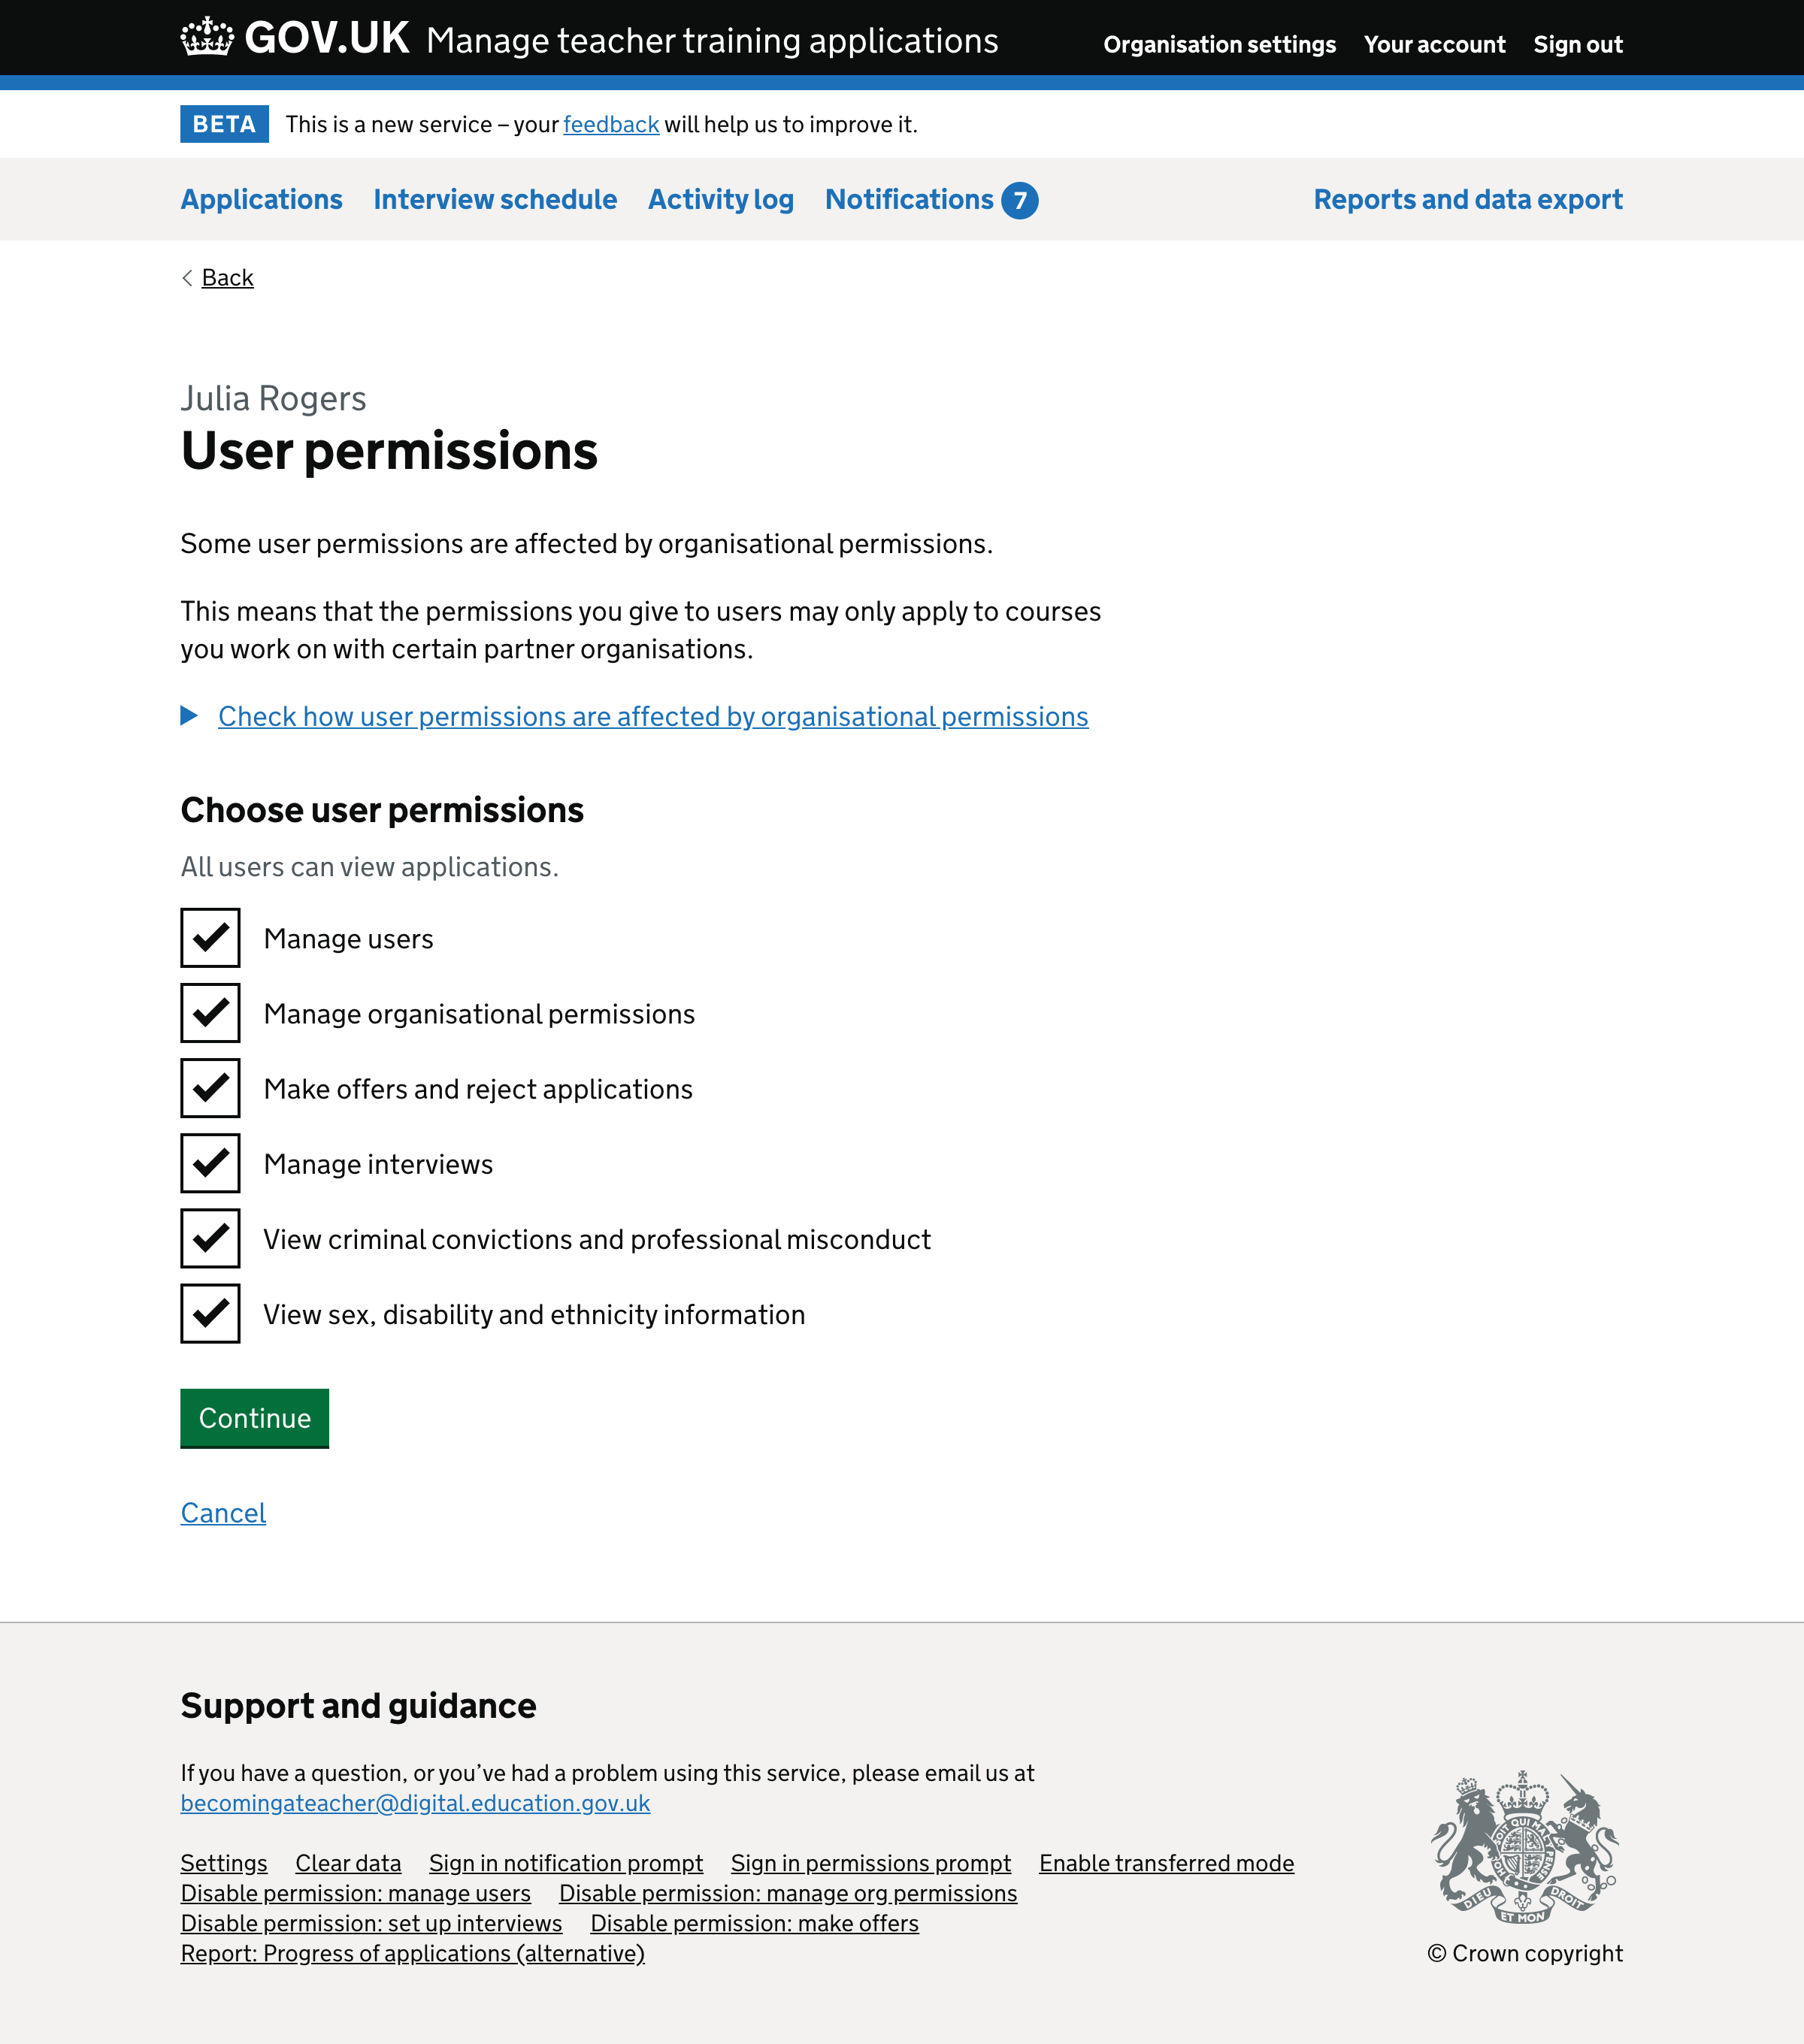 GOV.UK Manage teacher training applications Organisation settings Your account Sign out
BETA This is a new service – your feedback will help us to improve it.
Applications Interview schedule Activity log Notifications 7 Reports and data export
Back
Julia Rogers
User permissions
Some user permissions are affected by organisational permissions.
This means that the permissions you give to users may only apply to courses
you work on with certain partner organisations.
Check how user permissions are affected by organisational permissions
Choose user permissions
All users can view applications.
Manage users
Manage organisational permissions
Make offers and reject applications
Manage interviews
View criminal convictions and professional misconduct
View sex, disability and ethnicity information
Continue
Cancel
Support and guidance
If you have a question, or you’ve had a problem using this service, please email us at
becomingateacher@digital.education.gov.uk
Settings Clear data Sign in notification prompt Sign in permissions prompt Enable transferred mode
Disable permission: manage users Disable permission: manage org permissions
Disable permission: set up interviews Disable permission: make offers
Report: Progress of applications (alternative)
DIEU ET MON DROIT
© Crown copyright